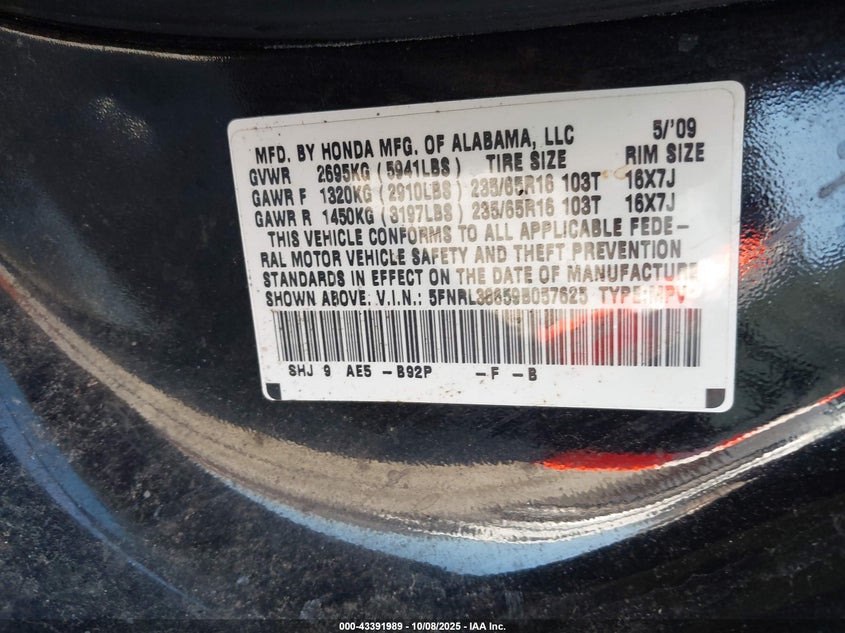 MFD. BY HONDA MFG. OF ALABAMA, LLC 5/'09
GVWR 2695KG (5941LBS) TIRE SIZE RIM SIZE
GAWR F 1320KG (2910LBS) 235/65R16 103T 16X7J
GAWR R 1450KG (3197LBS) 235/65R16 103T 16X7J
THIS VEHICLE CONFORMS TO ALL APPLICABLE FEDE-
RAL MOTOR VEHICLE SAFETY AND THEFT PREVENTION
STANDARDS IN EFFECT ON THE DATE OF MANUFACTURE
SHOWN ABOVE. V.I.N.: 5FNRL38659B057625 TYPE:MPV
SHJ 9 AE5 -B92P -F -B
000-43391989 - 10/08/2025 - IAA Inc.